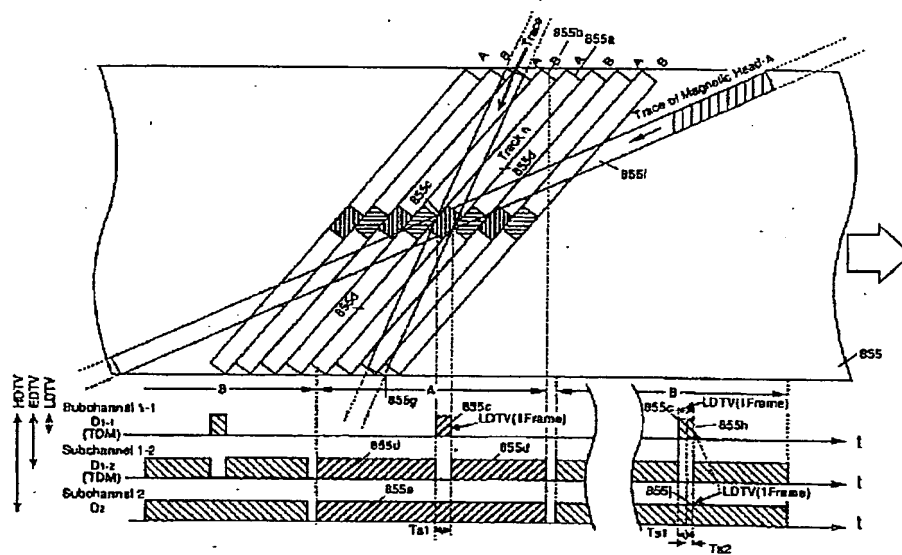 Trace
855b
855a
A
B
A
B
A
B
A
B
Trace of Magnetic Head A
Track A
855d
855c
855f
855d
855
855g
HDTV
EDTV
LDTV
B
A
B
Subchannel 1-1
D1-1
(TDM)
855c
LDTV(1Frame)
855c
LDTV(1Frame)
855h
t
Subchannel 1-2
D1-2
(TDM)
855d
855d
t
Subchannel 2
D2
855e
855j
LDTV(1Frame)
t
Ts1
Ts1
Ts2